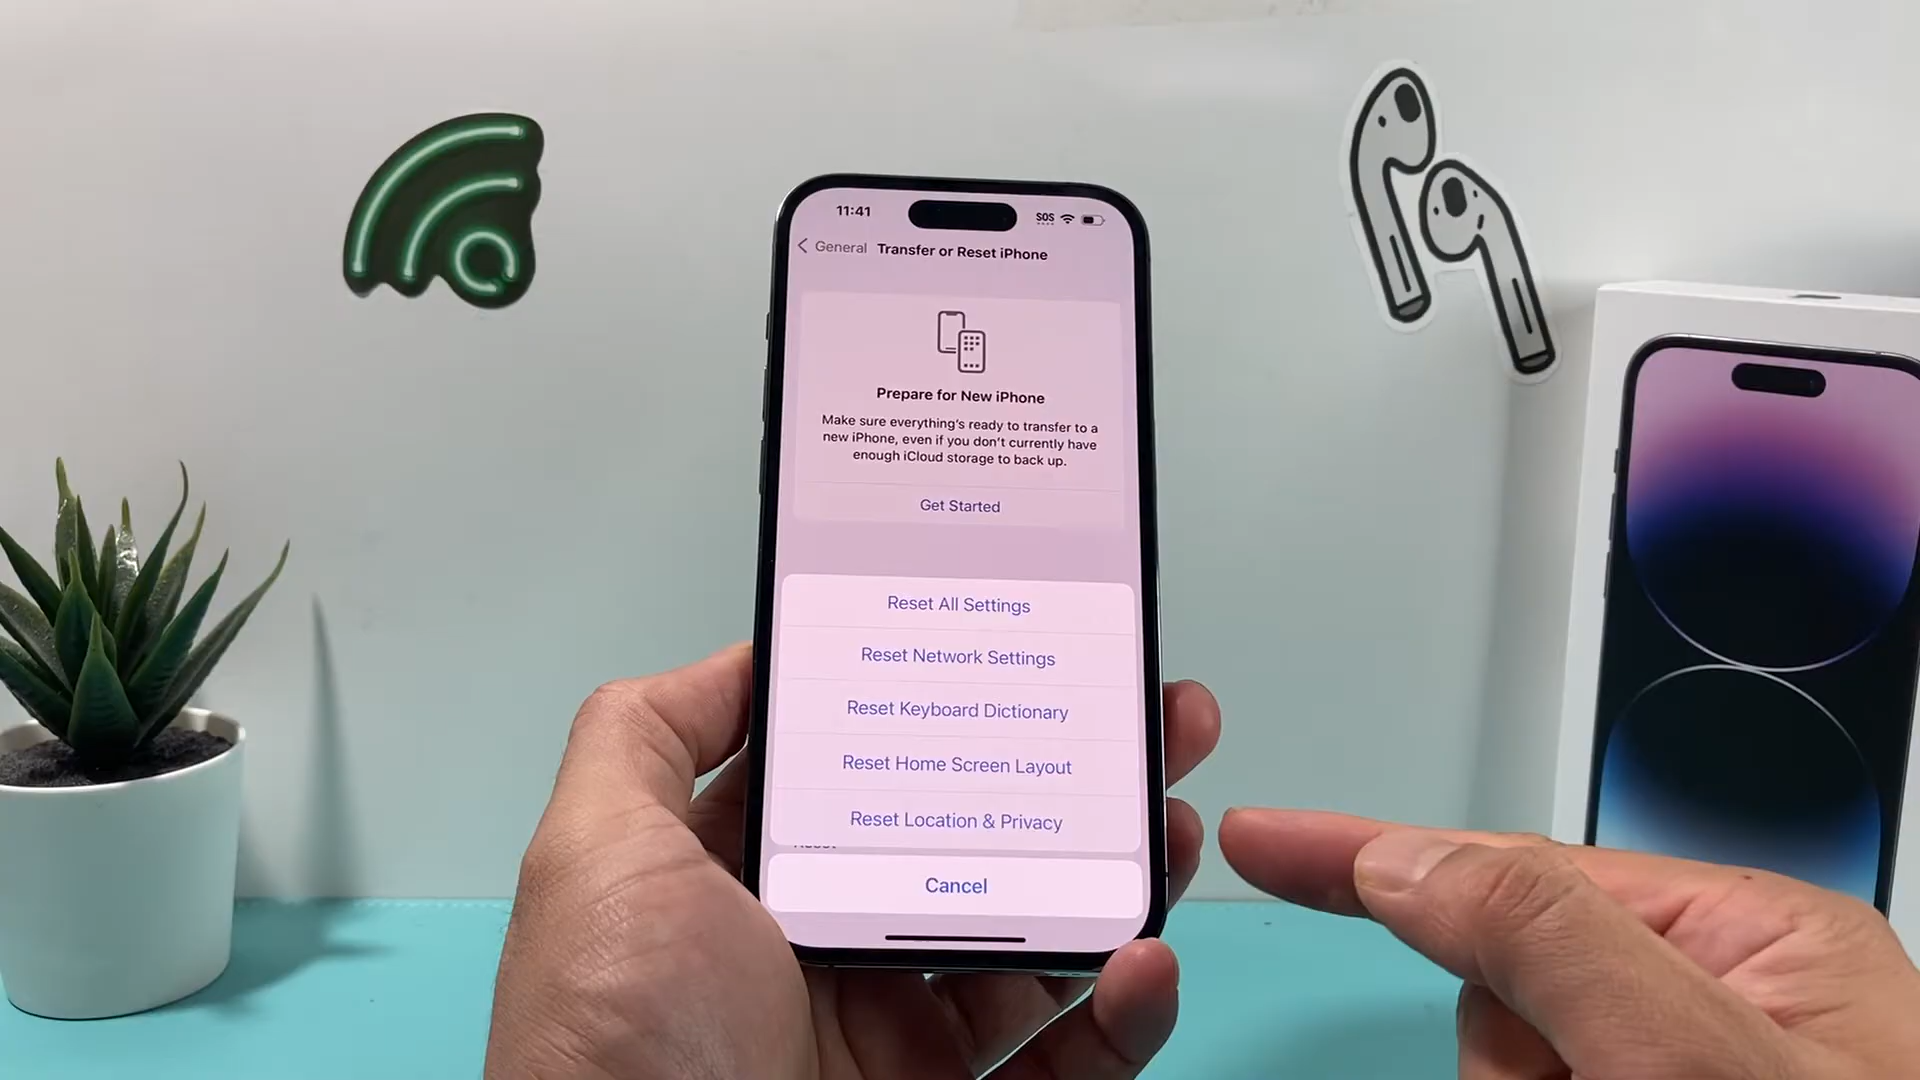 11:41
SOS
General Transfer or Reset iPhone
Prepare for New iPhone
Make sure everything's ready to transfer to a
new iPhone, even if you don't currently have
enough iCloud storage to back up.
Get Started
Reset All Settings
Reset Network Settings
Reset Keyboard Dictionary
Reset Home Screen Layout
Reset Location & Privacy
Cancel